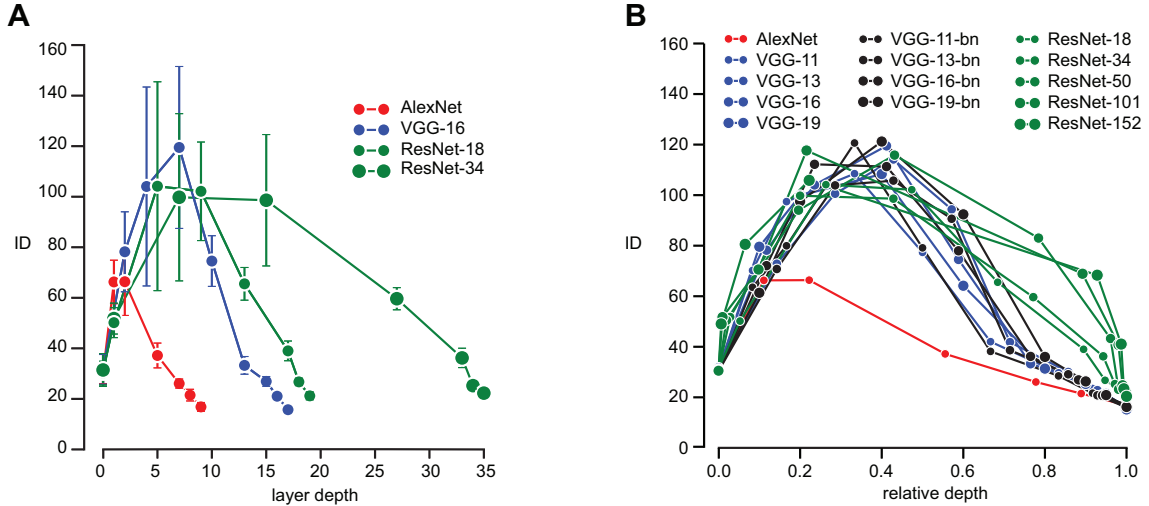 A
160
140
120
100
80
60
40
20
0
ID
0 5 10 15 20 25 30 35
layer depth
AlexNet
VGG-16
ResNet-18
ResNet-34
B
160
140
120
100
80
60
40
20
0
ID
0.0 0.2 0.4 0.6 0.8 1.0
relative depth
AlexNet
VGG-11
VGG-13
VGG-16
VGG-19
VGG-11-bn
VGG-13-bn
VGG-16-bn
VGG-19-bn
ResNet-18
ResNet-34
ResNet-50
ResNet-101
ResNet-152